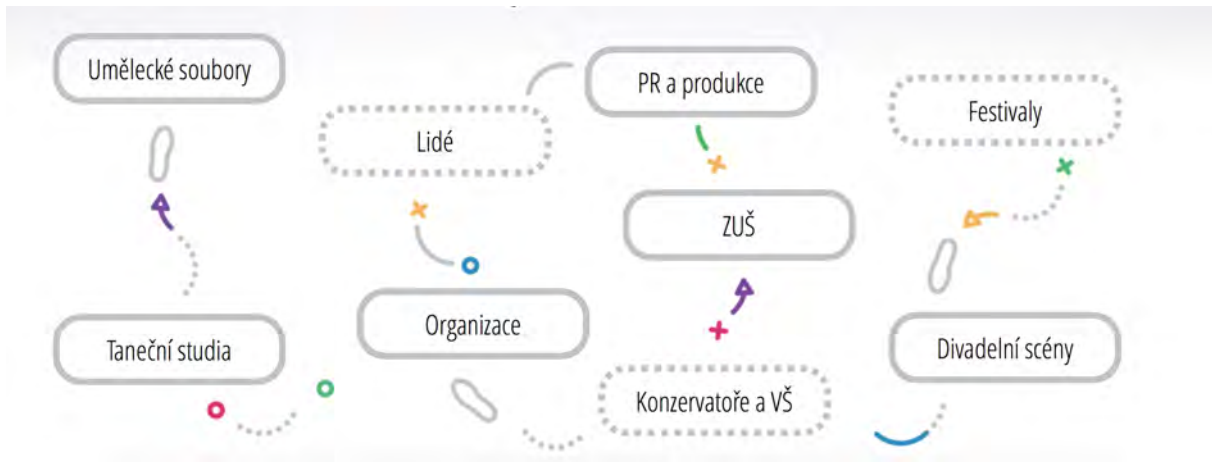 Umělecké soubory
PR a produkce
Festivaly
Lidé
ZUŠ
Organizace
Taneční studia
Divadelní scény
Konzervatoře a VŠ